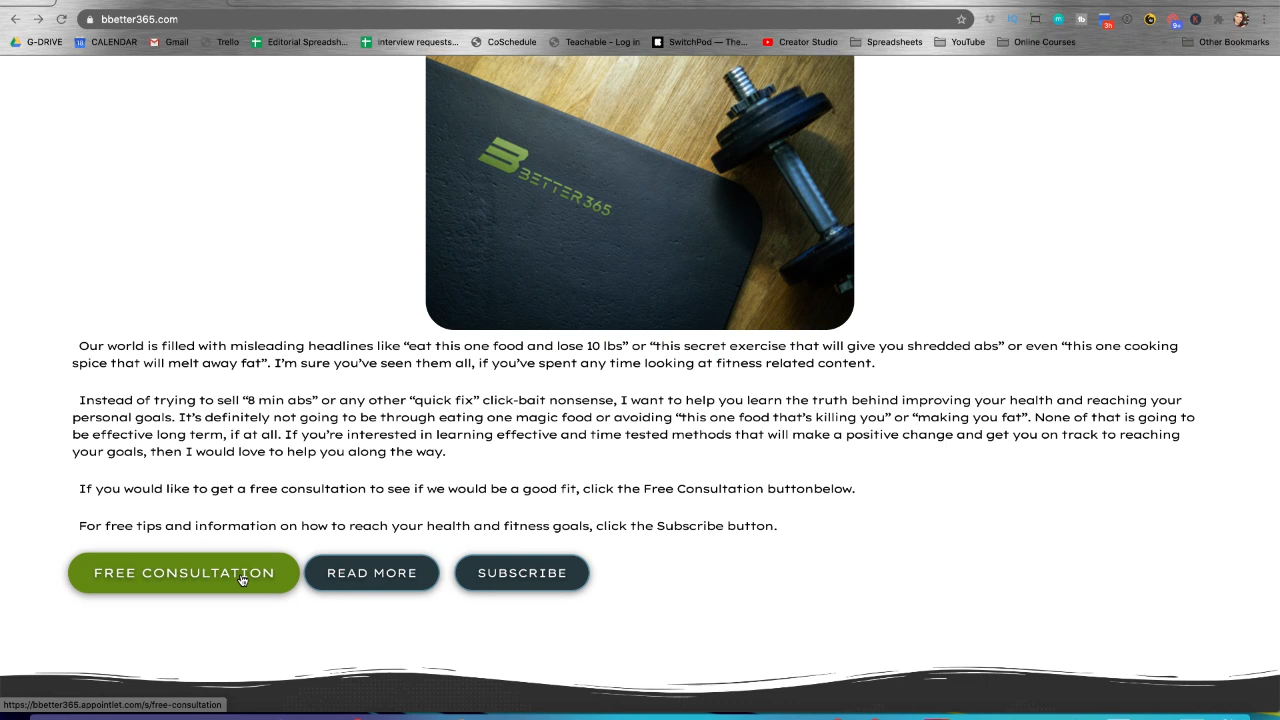 bbetter365.com
3h
9+
G-DRIVE CALENDAR Gmail Trello Editorial Spreadsh... interview requests... CoSchedule Teachable - Log in SwitchPod — The... Creator Studio Spreadsheets YouTube Online Courses Other Bookmarks
BETTER365
Our world is filled with misleading headlines like “eat this one food and lose 10 lbs” or “this secret exercise that will give you shredded abs” or even “this one cooking
spice that will melt away fat”. I’m sure you’ve seen them all, if you’ve spent any time looking at fitness related content.
Instead of trying to sell “8 min abs” or any other “quick fix” click-bait nonsense, I want to help you learn the truth behind improving your health and reaching your
personal goals. It’s definitely not going to be through eating one magic food or avoiding “this one food that’s killing you” or “making you fat”. None of that is going to
be effective long term, if at all. If you’re interested in learning effective and time tested methods that will make a positive change and get you on track to reaching
your goals, then I would love to help you along the way.
If you would like to get a free consultation to see if we would be a good fit, click the Free Consultation buttonbelow.
For free tips and information on how to reach your health and fitness goals, click the Subscribe button.
FREE CONSULTATION READ MORE SUBSCRIBE
https://bbetter365.appointlet.com/s/free-consultation